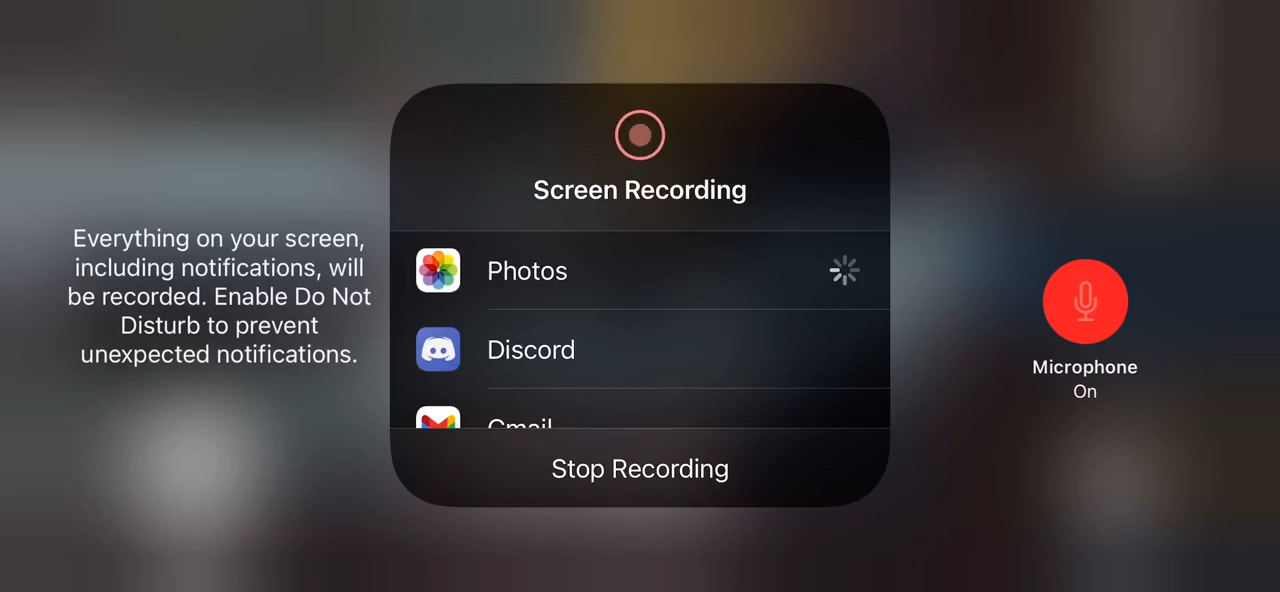 Screen Recording
Everything on your screen,
including notifications, will
be recorded. Enable Do Not
Disturb to prevent
unexpected notifications.
Photos
Discord
Gmail
Stop Recording
Microphone
On